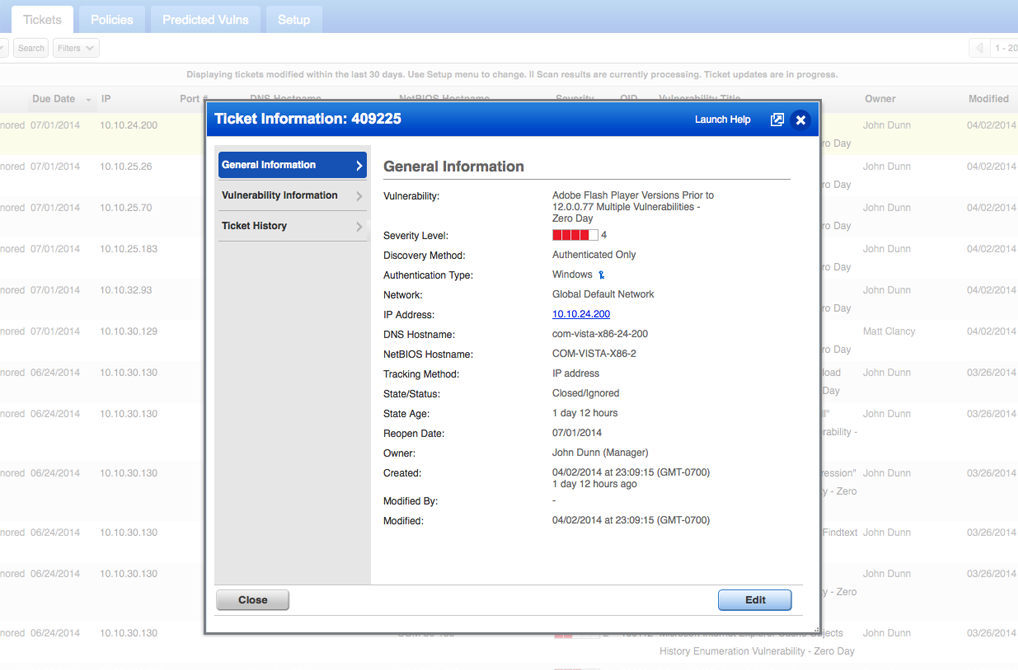 Tickets Policies Predicted Vulns Setup
Search Filters 1 - 20
Displaying tickets modified within the last 30 days. Use Setup menu to change. || Scan results are currently processing. Ticket updates are in progress.
Due Date IP Port # DNS Hostname NetBIOS Hostname Severity QID Vulnerability Title Owner Modified
nored 07/01/2014 10.10.24.200 John Dunn 04/02/2014
ro Day
nored 07/01/2014 10.10.25.26 John Dunn 04/02/2014
ro Day
nored 07/01/2014 10.10.25.70 John Dunn 04/02/2014
ro Day
nored 07/01/2014 10.10.25.183 John Dunn 04/02/2014
ro Day
nored 07/01/2014 10.10.32.93 John Dunn 04/02/2014
ro Day
nored 07/01/2014 10.10.30.129 Matt Clancy 04/02/2014
ro Day
nored 06/24/2014 10.10.30.130 load John Dunn 03/26/2014
Day
nored 06/24/2014 10.10.30.130 John Dunn 03/26/2014
erability -
nored 06/24/2014 10.10.30.130 ression" John Dunn 03/26/2014
y - Zero
nored 06/24/2014 10.10.30.130 Findtext John Dunn 03/26/2014
nored 06/24/2014 10.10.30.130 John Dunn 03/26/2014
y - Zero
nored 06/24/2014 10.10.30.130 Objects John Dunn 03/26/2014
History Enumeration Vulnerability - Zero Day
Ticket Information: 409225 Launch Help
General Information
Vulnerability Information
Ticket History
General Information
Vulnerability: Adobe Flash Player Versions Prior to
12.0.0.77 Multiple Vulnerabilities -
Zero Day
Severity Level: 4
Discovery Method: Authenticated Only
Authentication Type: Windows
Network: Global Default Network
IP Address: 10.10.24.200
DNS Hostname: com-vista-x86-24-200
NetBIOS Hostname: COM-VISTA-X86-2
Tracking Method: IP address
State/Status: Closed/Ignored
State Age: 1 day 12 hours
Reopen Date: 07/01/2014
Owner: John Dunn (Manager)
Created: 04/02/2014 at 23:09:15 (GMT-0700)
1 day 12 hours ago
Modified By: -
Modified: 04/02/2014 at 23:09:15 (GMT-0700)
Close Edit